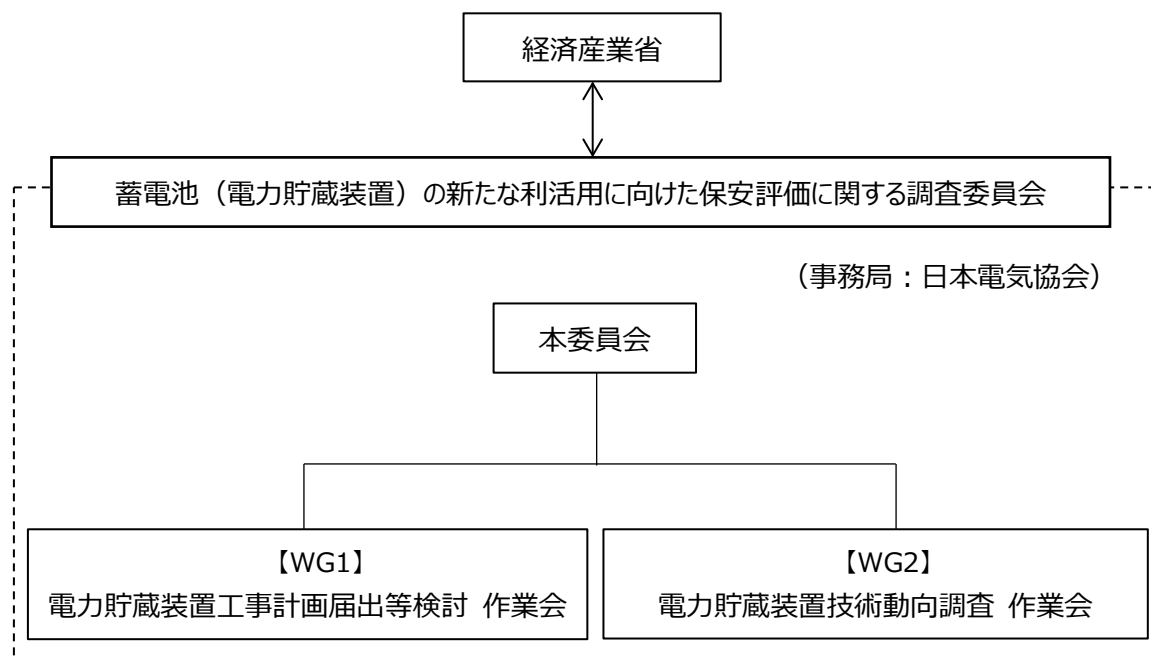 経済産業省
蓄電池（電力貯蔵装置）の新たな利活用に向けた保安評価に関する調査委員会
（事務局：日本電気協会）
本委員会
【WG1】
電力貯蔵装置工事計画届出等検討 作業会
【WG2】
電力貯蔵装置技術動向調査 作業会